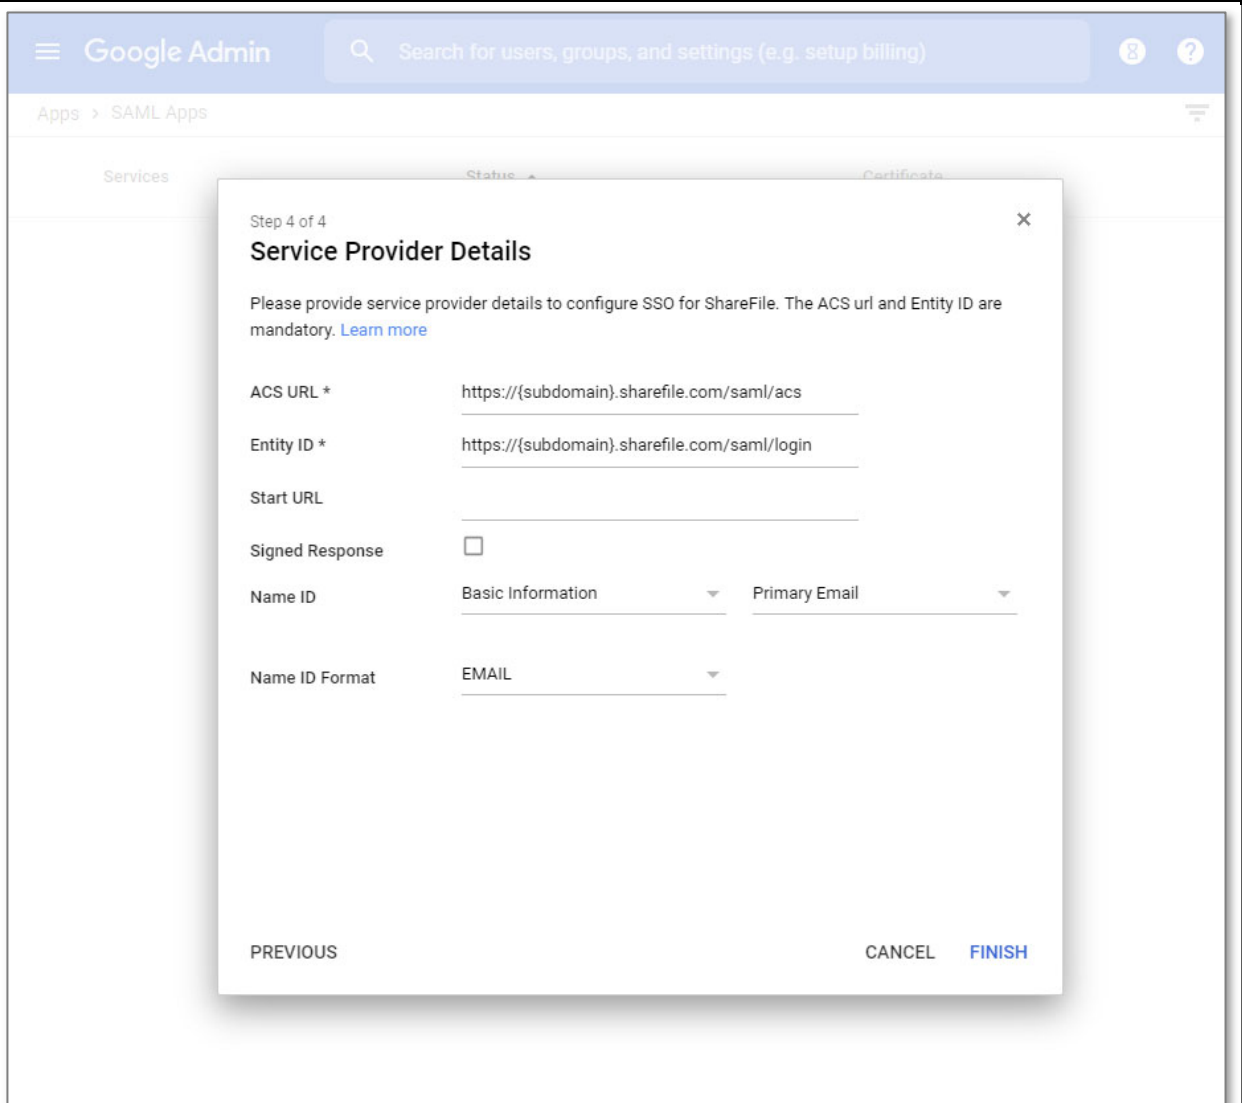 Google Admin
Search for users, groups, and settings (e.g. setup billing)
8
?
Apps > SAML Apps
Services Status Certificate
Step 4 of 4
Service Provider Details
Please provide service provider details to configure SSO for ShareFile. The ACS url and Entity ID are
mandatory. Learn more
ACS URL * https://{subdomain}.sharefile.com/saml/acs
Entity ID * https://{subdomain}.sharefile.com/saml/login
Start URL
Signed Response
Name ID Basic Information Primary Email
Name ID Format EMAIL
PREVIOUS CANCEL FINISH